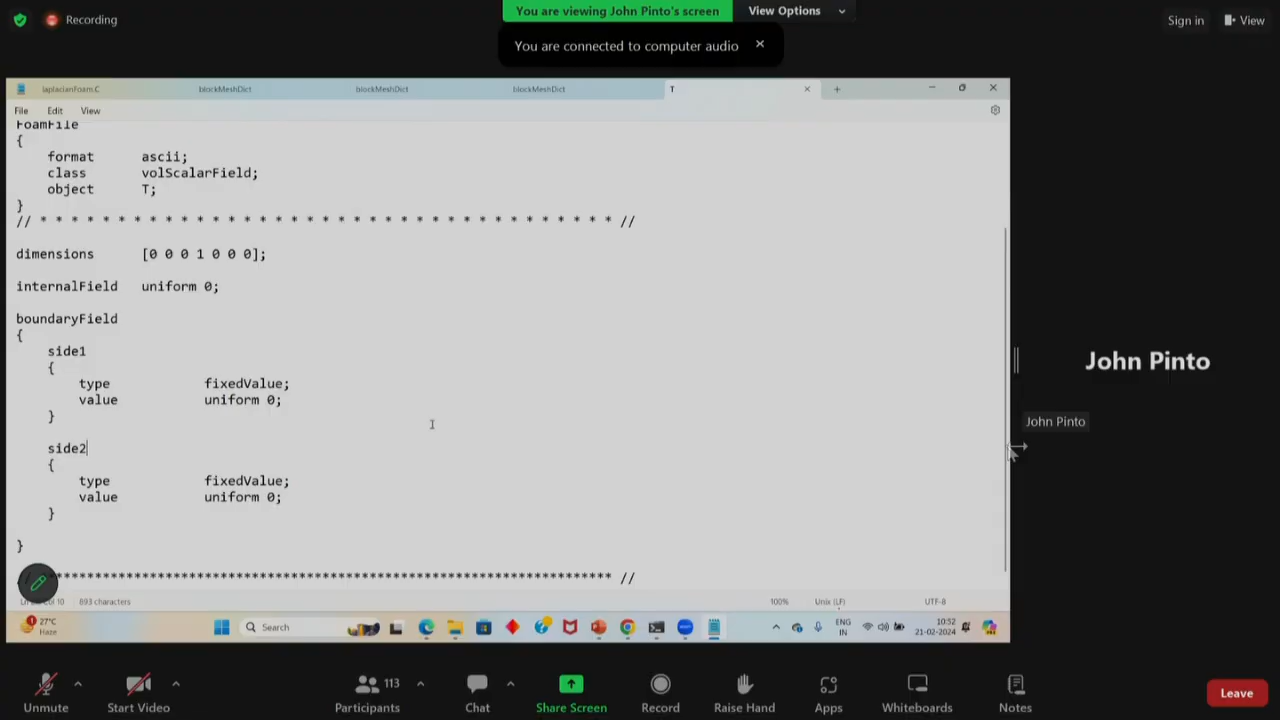 Recording
You are viewing John Pinto's screen
View Options
Sign in
View
You are connected to computer audio
laplacianFoam.C
blockMeshDict
blockMeshDict
blockMeshDict
T
File Edit View
FoamFile
{
format ascii;
class volScalarField;
object T;
}
// * * * * * * * * * * * * * * * * * * * * * * * * * * * * * * * * * * * * * //
dimensions [0 0 0 1 0 0 0];
internalField uniform 0;
boundaryField
{
side1
{
type fixedValue;
value uniform 0;
}
side2
{
type fixedValue;
value uniform 0;
}
}
************************************************************************ //
893 characters
100%
Unix (LF)
UTF-8
27°C
Haze
Search
ENG
IN
10:52
21-02-2024
John Pinto
John Pinto
Unmute
Start Video
113
Participants
Chat
Share Screen
Record
Raise Hand
Apps
Whiteboards
Notes
Leave